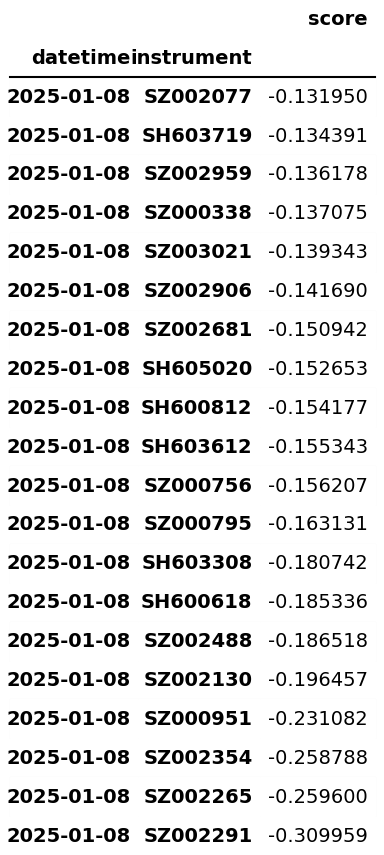 score
datetime instrument
2025-01-08 SZ002077 -0.131950
2025-01-08 SH603719 -0.134391
2025-01-08 SZ002959 -0.136178
2025-01-08 SZ000338 -0.137075
2025-01-08 SZ003021 -0.139343
2025-01-08 SZ002906 -0.141690
2025-01-08 SZ002681 -0.150942
2025-01-08 SH605020 -0.152653
2025-01-08 SH600812 -0.154177
2025-01-08 SH603612 -0.155343
2025-01-08 SZ000756 -0.156207
2025-01-08 SZ000795 -0.163131
2025-01-08 SH603308 -0.180742
2025-01-08 SH600618 -0.185336
2025-01-08 SZ002488 -0.186518
2025-01-08 SZ002130 -0.196457
2025-01-08 SZ000951 -0.231082
2025-01-08 SZ002354 -0.258788
2025-01-08 SZ002265 -0.259600
2025-01-08 SZ002291 -0.309959